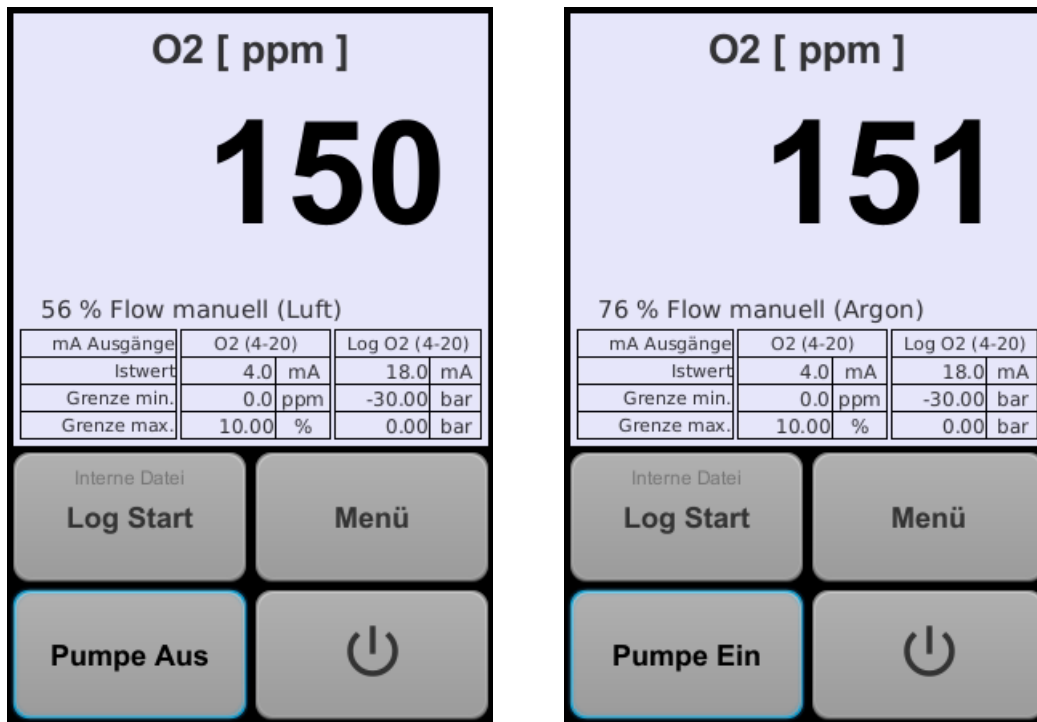 O2 [ ppm ]
150
56 % Flow manuell (Luft)
mA Ausgänge O2 (4-20) Log O2 (4-20)
Istwert 4.0 mA 18.0 mA
Grenze min. 0.0 ppm -30.00 bar
Grenze max. 10.00 % 0.00 bar
Interne Datei
Log Start Menü
Pumpe Aus
O2 [ ppm ]
151
76 % Flow manuell (Argon)
mA Ausgänge O2 (4-20) Log O2 (4-20)
Istwert 4.0 mA 18.0 mA
Grenze min. 0.0 ppm -30.00 bar
Grenze max. 10.00 % 0.00 bar
Interne Datei
Log Start Menü
Pumpe Ein